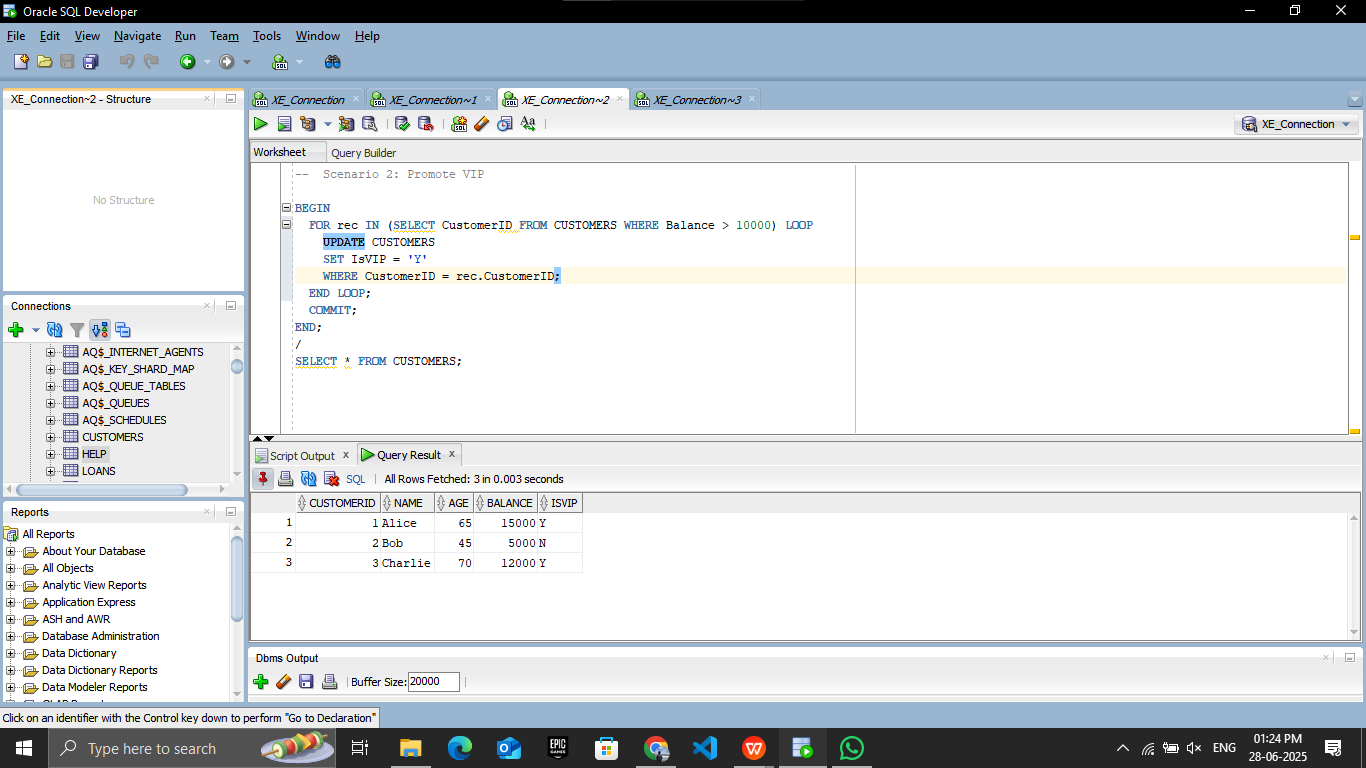 Oracle SQL Developer
File Edit View Navigate Run Team Tools Window Help
XE_Connection~2 - Structure
No Structure
Connections
AQ$_INTERNET_AGENTS
AQ$_KEY_SHARD_MAP
AQ$_QUEUE_TABLES
AQ$_QUEUES
AQ$_SCHEDULES
CUSTOMERS
HELP
LOANS
Reports
All Reports
About Your Database
All Objects
Analytic View Reports
Application Express
ASH and AWR
Database Administration
Data Dictionary
Data Dictionary Reports
Data Modeler Reports
XE_Connection XE_Connection~1 XE_Connection~2 XE_Connection~3
XE_Connection
Worksheet Query Builder
-- Scenario 2: Promote VIP
BEGIN
FOR rec IN (SELECT CustomerID FROM CUSTOMERS WHERE Balance > 10000) LOOP
UPDATE CUSTOMERS
SET IsVIP = 'Y'
WHERE CustomerID = rec.CustomerID;
END LOOP;
COMMIT;
END;
/
SELECT * FROM CUSTOMERS;
Script Output x Query Result x
SQL | All Rows Fetched: 3 in 0.003 seconds
CUSTOMERID NAME AGE BALANCE ISVIP
1 1 Alice 65 15000 Y
2 2 Bob 45 5000 N
3 3 Charlie 70 12000 Y
Dbms Output
Buffer Size: 20000
Click on an identifier with the Control key down to perform "Go to Declaration"
Type here to search
EPIC GAMES
ENG
01:24 PM
28-06-2025